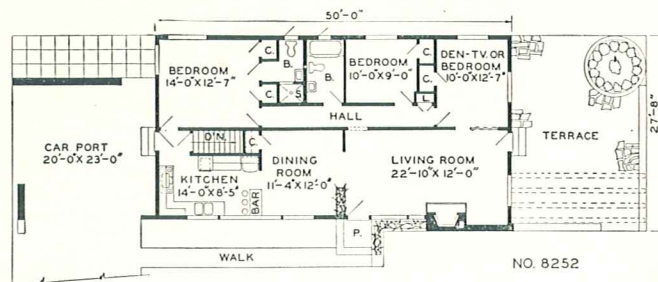 50'-0"
BEDROOM
14'-0"X12'-7"
C.
B.
C.
S.
B.
BEDROOM
10'-0"X9'-0"
C.
C.
L.
DEN-T.V. OR
BEDROOM
10'-0"X12'-7"
27'-8"
HALL
CAR PORT
20'-0"X 23'-0"
D'N.
C.
TERRACE
KITCHEN
14'-0"X8'-5"
BAR
DINING
ROOM
11'-4"X12'-0"
LIVING ROOM
22'-10"X 12'-0"
P.
WALK
NO. 8252